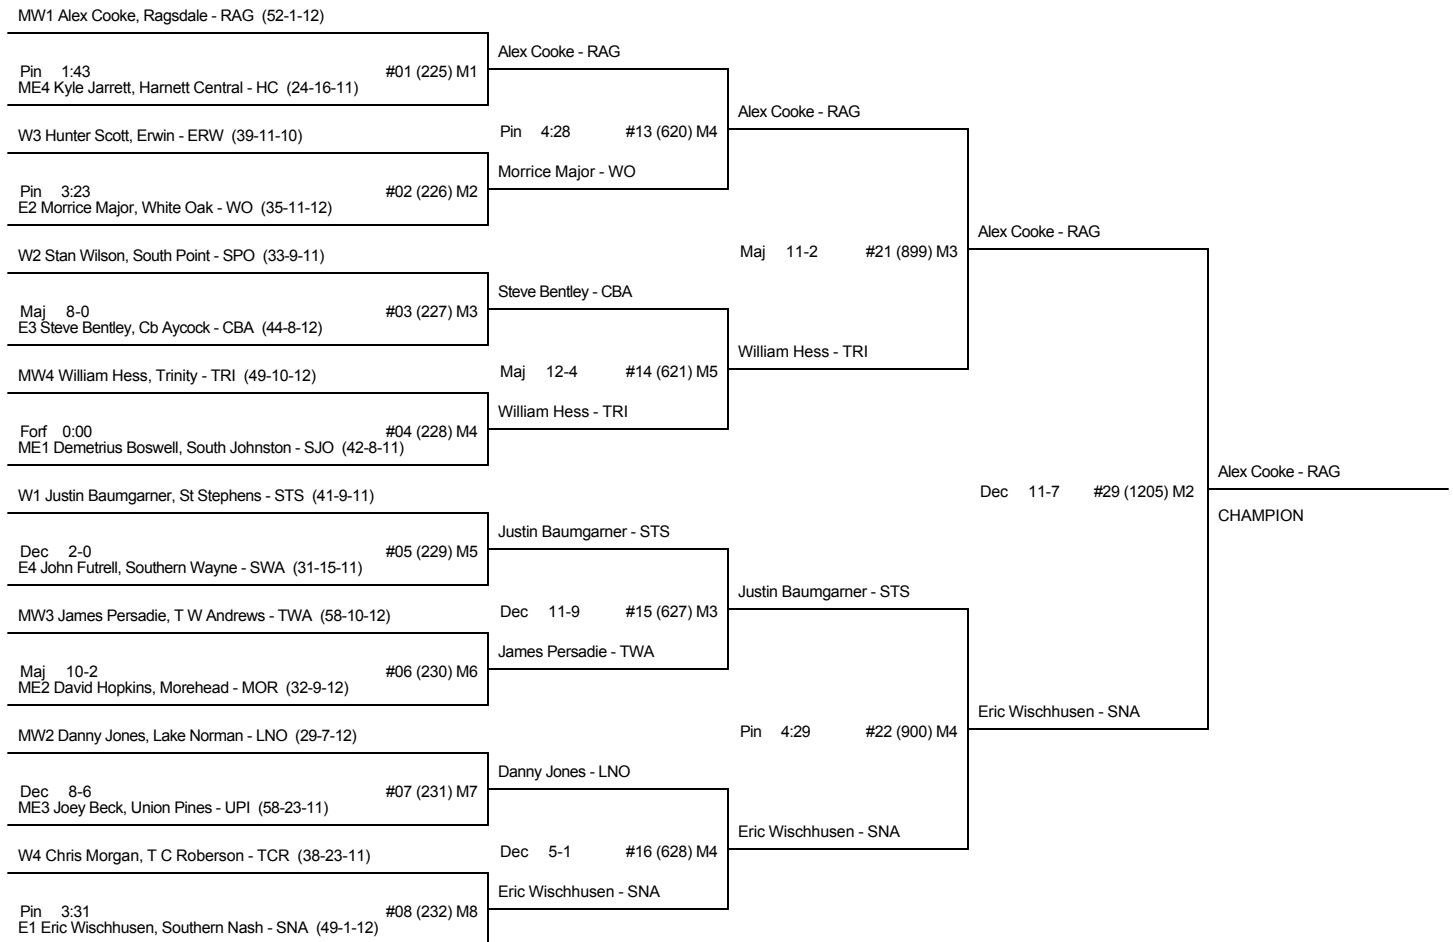 MW1 Alex Cooke, Ragsdale - RAG (52-1-12)
Alex Cooke - RAG
Pin 1:43 #01 (225) M1
ME4 Kyle Jarrett, Harnett Central - HC (24-16-11)
Alex Cooke - RAG
W3 Hunter Scott, Erwin - ERW (39-11-10)
Pin 4:28 #13 (620) M4
Morrice Major - WO
Pin 3:23 #02 (226) M2
E2 Morrice Major, White Oak - WO (35-11-12)
Alex Cooke - RAG
W2 Stan Wilson, South Point - SPO (33-9-11)
Maj 11-2 #21 (899) M3
Steve Bentley - CBA
Maj 8-0 #03 (227) M3
E3 Steve Bentley, Cb Aycock - CBA (44-8-12)
William Hess - TRI
MW4 William Hess, Trinity - TRI (49-10-12)
Maj 12-4 #14 (621) M5
William Hess - TRI
Forf 0:00 #04 (228) M4
ME1 Demetrius Boswell, South Johnston - SJO (42-8-11)
Alex Cooke - RAG
W1 Justin Baumgarner, St Stephens - STS (41-9-11)
Dec 11-7 #29 (1205) M2
CHAMPION
Justin Baumgarner - STS
Dec 2-0 #05 (229) M5
E4 John Futrell, Southern Wayne - SWA (31-15-11)
Justin Baumgarner - STS
MW3 James Persadie, T W Andrews - TWA (58-10-12)
Dec 11-9 #15 (627) M3
James Persadie - TWA
Maj 10-2 #06 (230) M6
ME2 David Hopkins, Morehead - MOR (32-9-12)
Eric Wischhusen - SNA
MW2 Danny Jones, Lake Norman - LNO (29-7-12)
Pin 4:29 #22 (900) M4
Danny Jones - LNO
Dec 8-6 #07 (231) M7
ME3 Joey Beck, Union Pines - UPI (58-23-11)
Eric Wischhusen - SNA
W4 Chris Morgan, T C Roberson - TCR (38-23-11)
Dec 5-1 #16 (628) M4
Eric Wischhusen - SNA
Pin 3:31 #08 (232) M8
E1 Eric Wischhusen, Southern Nash - SNA (49-1-12)